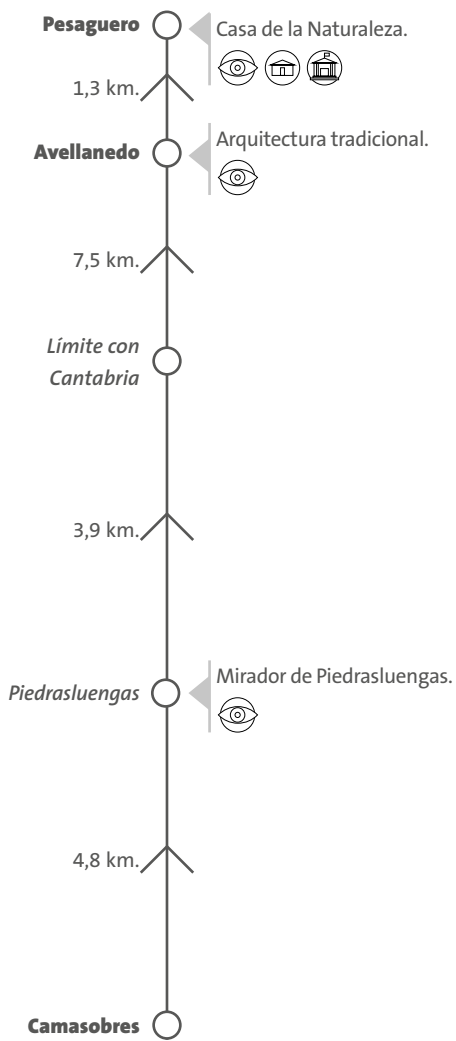 Pesaguero
Casa de la Naturaleza.
1,3 km.
Avellanedo
Arquitectura tradicional.
7,5 km.
Límite con
Cantabria
3,9 km.
Piedrasluengas
Mirador de Piedrasluengas.
4,8 km.
Camasobres